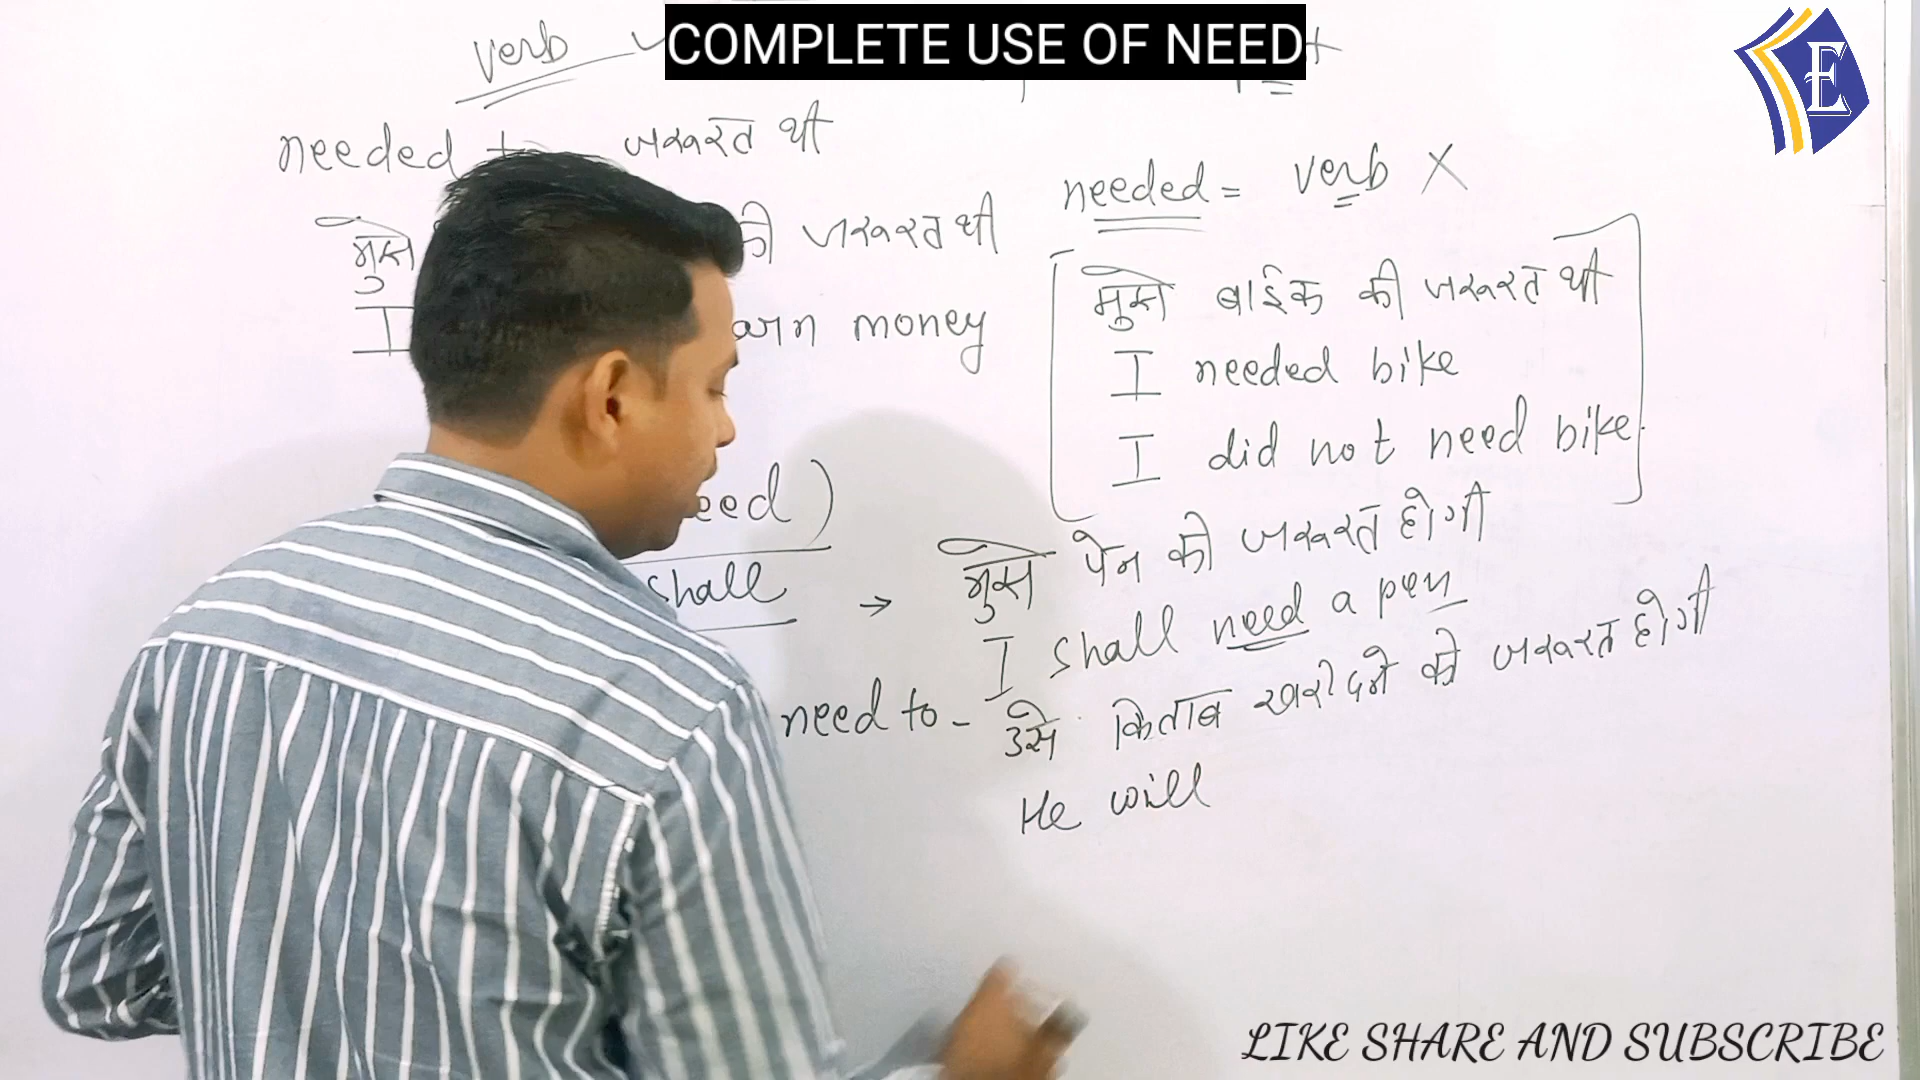 COMPLETE USE OF NEED
E
verb
needed जरूरत थी
needed = verb X
मुझे की जरूरत थी
मुझे बाईक की जरूरत थी
I earn money
I needed bike
I did not need bike
need)
shall → मुझे पेन की जरूरत होगी
I shall need a pen
need to - उसे किताब खरीदने की जरूरत होगी
He will
LIKE SHARE AND SUBSCRIBE